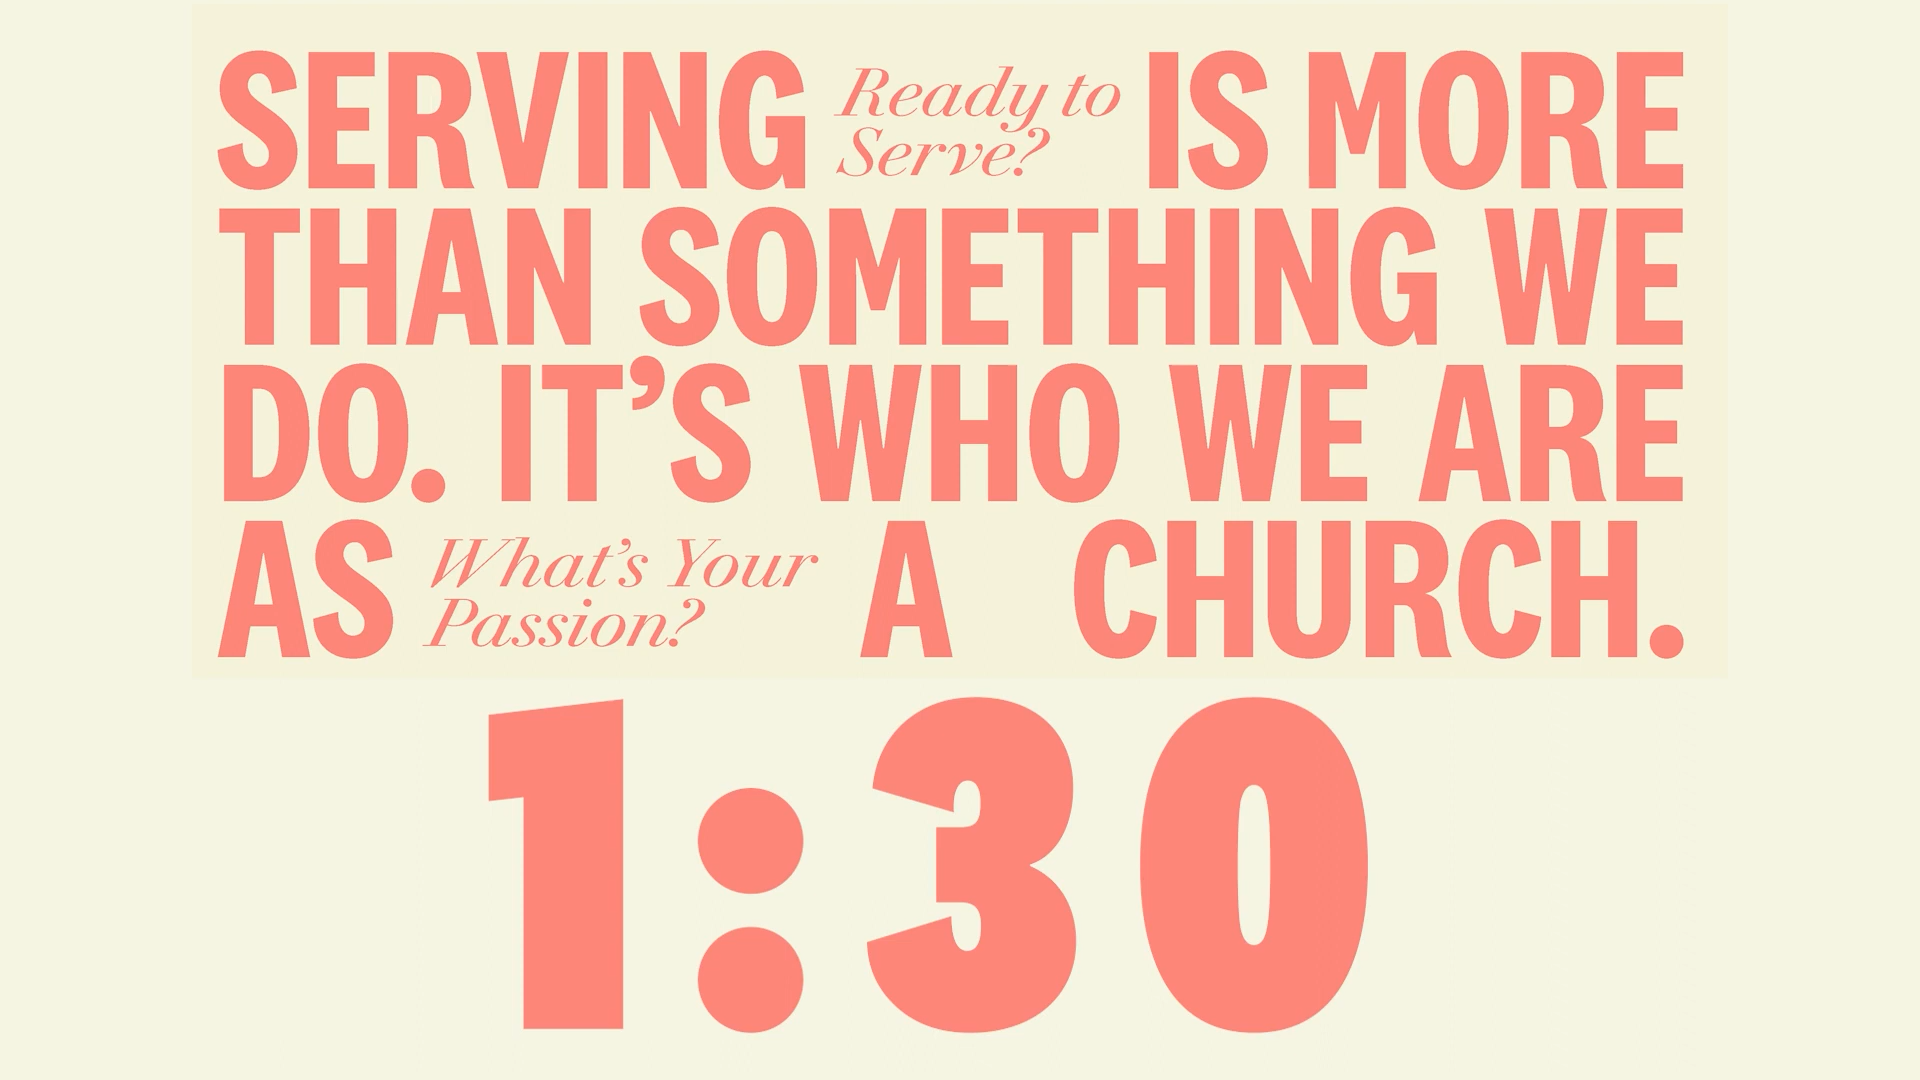 SERVING Ready to Serve? IS MORE
THAN SOMETHING WE
DO. IT’S WHO WE ARE
AS What’s Your Passion? A CHURCH.
1:30